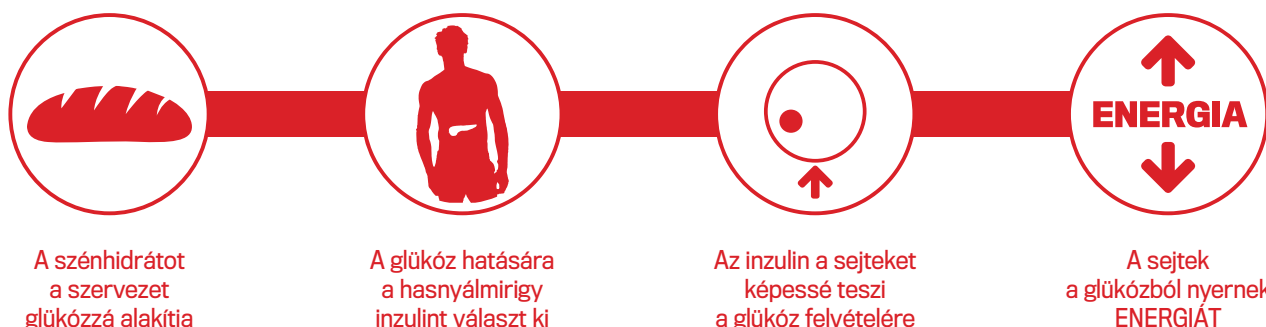 ENERGIA
A szénhidrátot
a szervezet
glükózzá alakítja
A glükóz hatására
a hasnyálmirigy
inzulint választ ki
Az inzulin a sejteket
képessé teszi
a glükóz felvételére
A sejtek
a glükózból nyernek
ENERGIÁT